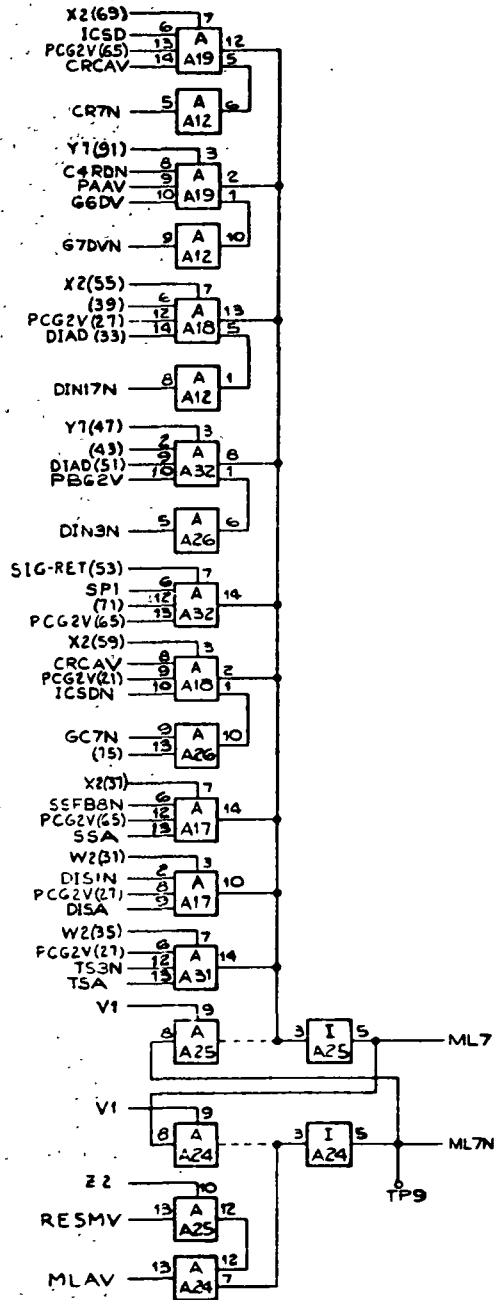 X2(69) 7
ICSD 6 A 12
PCG2V(65) 13
CRCAV 14 A19 5
CR7N 5 A 6
A12
Y7(91) 3
C4RDN 8 A 2
PAAV 9
G6DV 10 A19 1
G7DVN 9 A 10
A12
X2(55) 7
(39) 6 A 13
PCG2V(27) 12
DIAD(33) 14 A18 5
DIN17N 8 A 1
A12
Y7(47) 3
(43) 2 A 8
DIAD(51) 9
PBG2V 10 A32 1
DIN3N 5 A 6
A26
SIG-RET(53) 7
SP1 6 A 14
(71) 12
PCG2V(65) 13 A32
X2(59) 3
CRCAV 8 A 2
PCG2V(21) 9
ICSDN 10 A18 1
GC7N 9 A 10
(75) 13 A26
X2(37) 7
SSFB8N 6 A 14
PCG2V(65) 12
SSA 13 A17
W2(31) 3
DIS1N 2 A 10
PCG2V(27) 8
DISA 9 A17
W2(35) 7
PCG2V(27) 6 A 14
TS3N 12
TSA 13 A31
V1 9
8 A 3 I 5 ML7
A25 A25
V1 9
8 A 3 I 5 ML7N
A24 A24
Z2 10 TP9
RESMV 13 A 12
A25
MLAV 13 A 12
A24 7